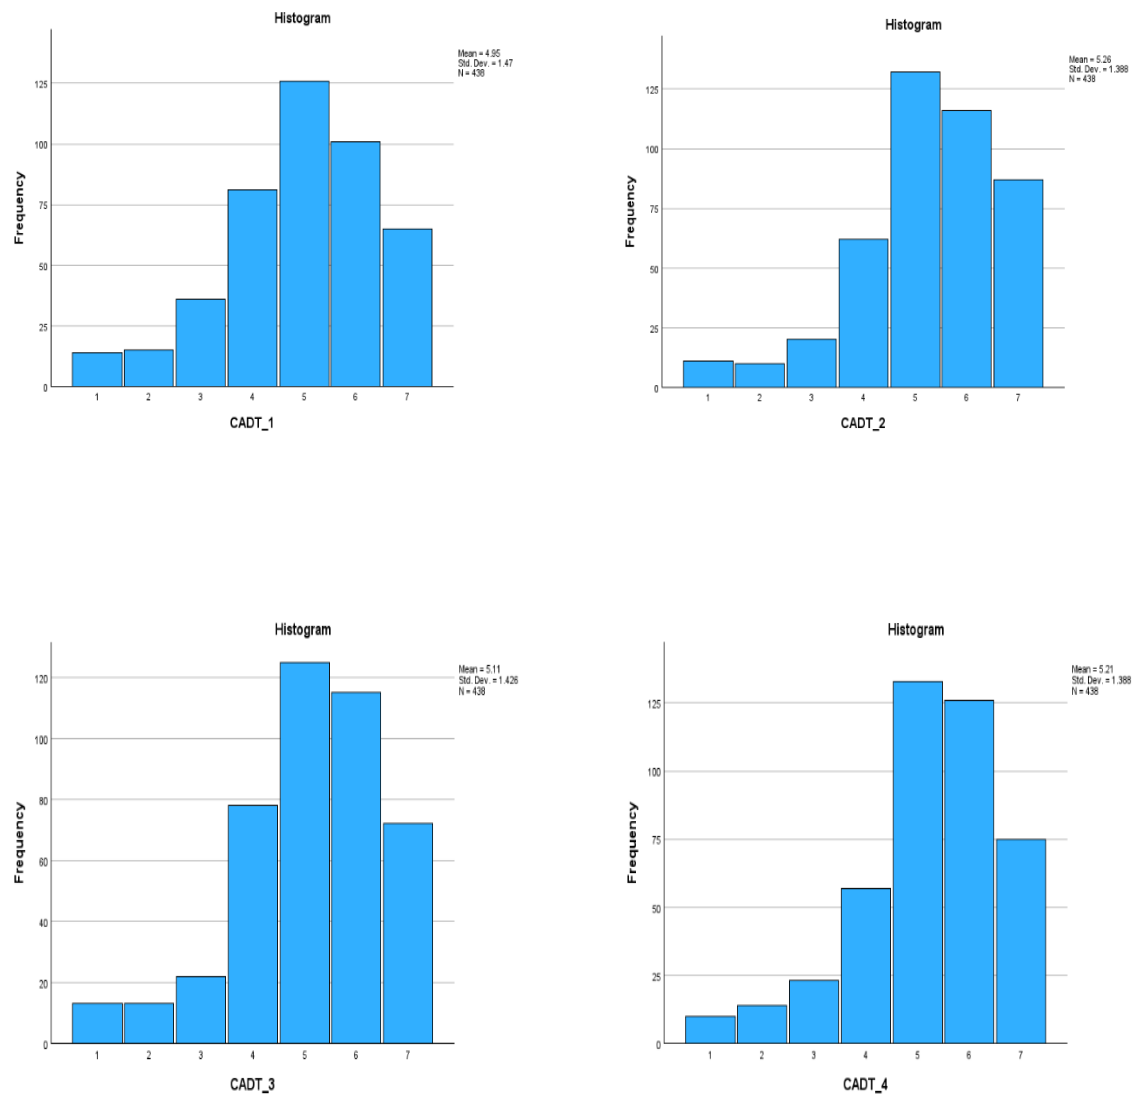 Histogram
Mean = 4.95
Std. Dev. = 1.47
N = 438
125
100
75
50
25
0
Frequency
1 2 3 4 5 6 7
CADT_1
Histogram
Mean = 5.26
Std. Dev. = 1.388
N = 438
125
100
75
50
25
0
Frequency
1 2 3 4 5 6 7
CADT_2
Histogram
Mean = 5.11
Std. Dev. = 1.426
N = 438
120
100
80
60
40
20
0
Frequency
1 2 3 4 5 6 7
CADT_3
Histogram
Mean = 5.21
Std. Dev. = 1.388
N = 438
125
100
75
50
25
0
Frequency
1 2 3 4 5 6 7
CADT_4